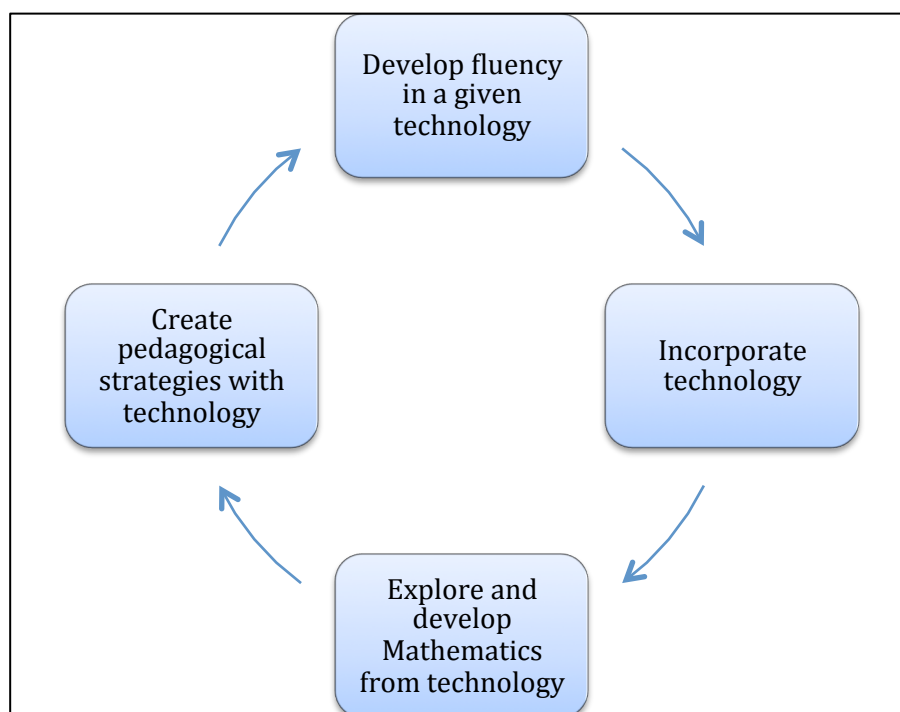 Develop fluency
in a given
technology
Incorporate
technology
Explore and
develop
Mathematics
from technology
Create
pedagogical
strategies with
technology